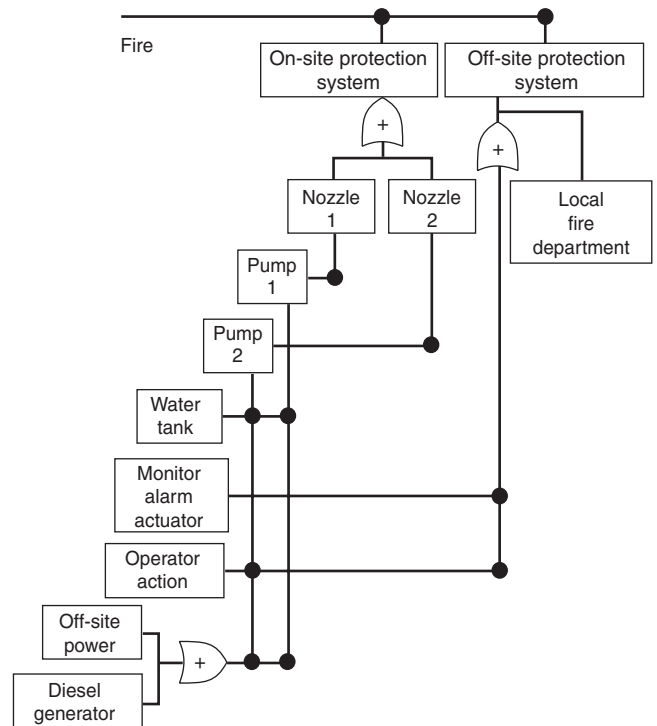 Fire
On-site protection
system
Off-site protection
system
+
+
Nozzle
1
Nozzle
2
Local
fire
department
Pump
1
Pump
2
Water
tank
Monitor
alarm
actuator
Operator
action
Off-site
power
+
Diesel
generator